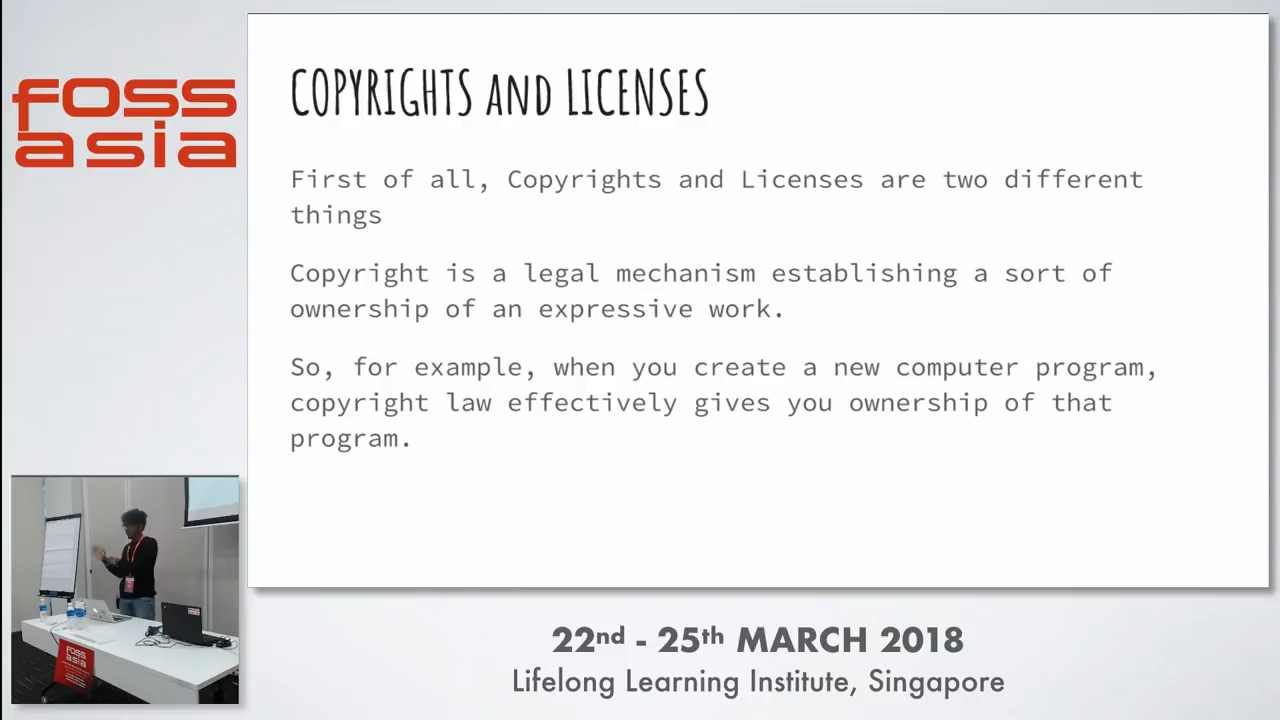 foss
asia
COPYRIGHTS AND LICENSES
First of all, Copyrights and Licenses are two different
things
Copyright is a legal mechanism establishing a sort of
ownership of an expressive work.
So, for example, when you create a new computer program,
copyright law effectively gives you ownership of that
program.
foss
asia
22nd - 25th MARCH 2018
Lifelong Learning Institute, Singapore